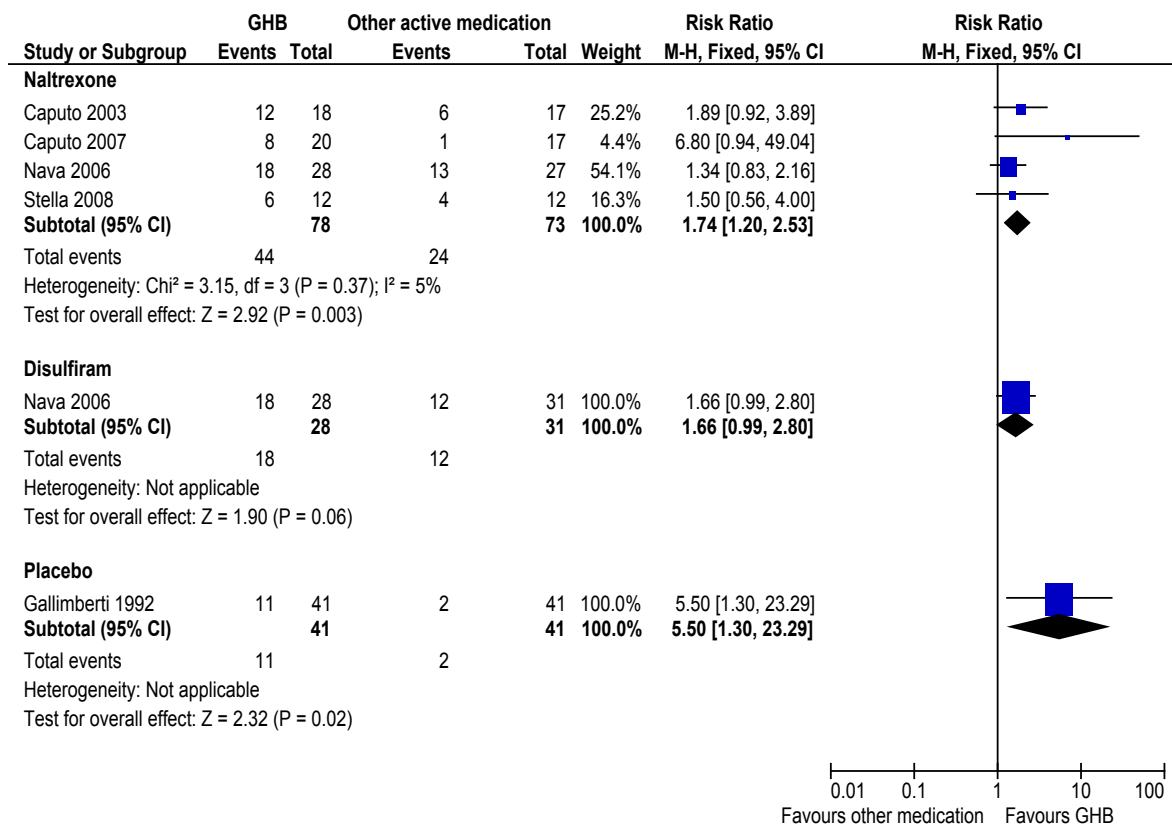 GHB Other active medication Risk Ratio Risk Ratio
Study or Subgroup Events Total Events Total Weight M-H, Fixed, 95% CI M-H, Fixed, 95% CI
Naltrexone
Caputo 2003 12 18 6 17 25.2% 1.89 [0.92, 3.89]
Caputo 2007 8 20 1 17 4.4% 6.80 [0.94, 49.04]
Nava 2006 18 28 13 27 54.1% 1.34 [0.83, 2.16]
Stella 2008 6 12 4 12 16.3% 1.50 [0.56, 4.00]
Subtotal (95% CI) 78 73 100.0% 1.74 [1.20, 2.53]
Total events 44 24
Heterogeneity: Chi² = 3.15, df = 3 (P = 0.37); I² = 5%
Test for overall effect: Z = 2.92 (P = 0.003)
Disulfiram
Nava 2006 18 28 12 31 100.0% 1.66 [0.99, 2.80]
Subtotal (95% CI) 28 31 100.0% 1.66 [0.99, 2.80]
Total events 18 12
Heterogeneity: Not applicable
Test for overall effect: Z = 1.90 (P = 0.06)
Placebo
Gallimberti 1992 11 41 2 41 100.0% 5.50 [1.30, 23.29]
Subtotal (95% CI) 41 41 100.0% 5.50 [1.30, 23.29]
Total events 11 2
Heterogeneity: Not applicable
Test for overall effect: Z = 2.32 (P = 0.02)
0.01 0.1 1 10 100
Favours other medication Favours GHB